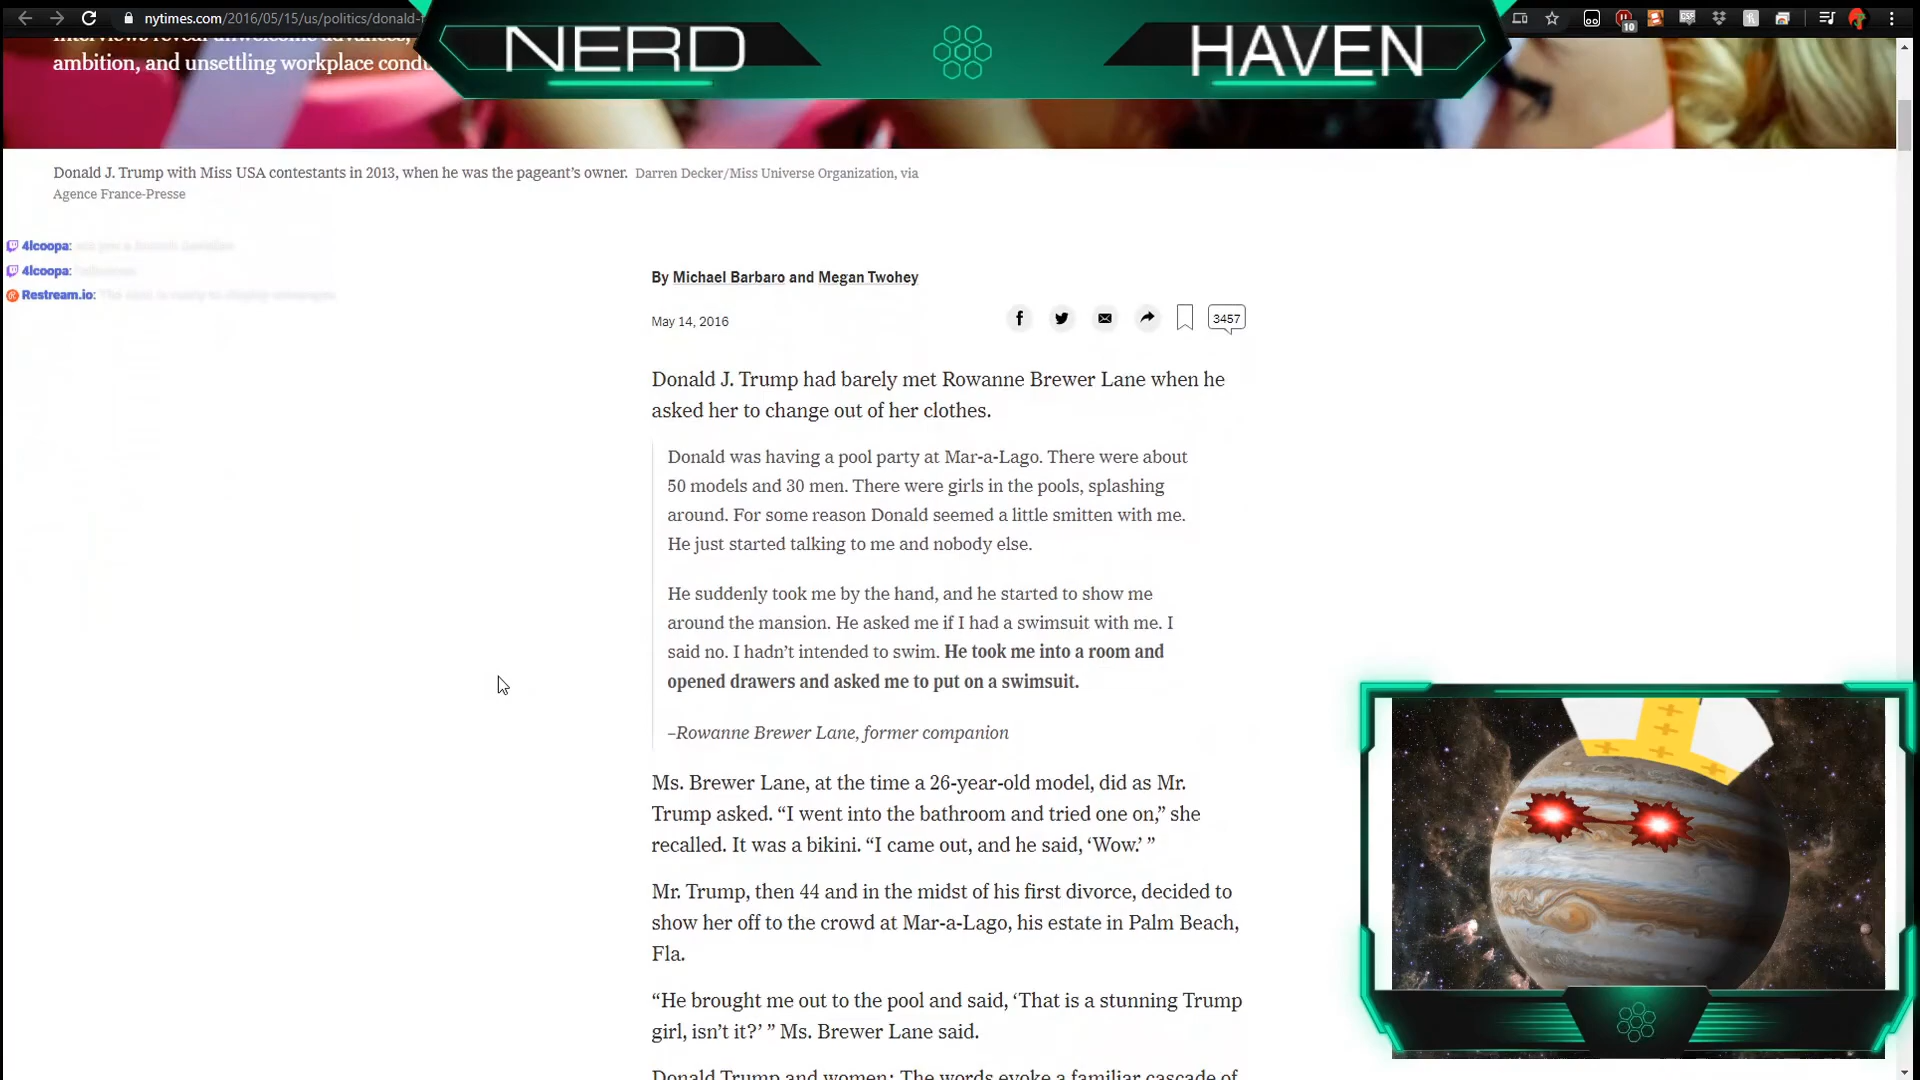 nytimes.com/2016/05/15/us/politics/donald-
NERD
HAVEN
10
ambition, and unsettling workplace condu
Donald J. Trump with Miss USA contestants in 2013, when he was the pageant's owner. Darren Decker/Miss Universe Organization, via
Agence France-Presse
4lcoopa:
4lcoopa:
Restream.io:
By Michael Barbaro and Megan Twohey
May 14, 2016
3457
Donald J. Trump had barely met Rowanne Brewer Lane when he
asked her to change out of her clothes.
Donald was having a pool party at Mar-a-Lago. There were about
50 models and 30 men. There were girls in the pools, splashing
around. For some reason Donald seemed a little smitten with me.
He just started talking to me and nobody else.
He suddenly took me by the hand, and he started to show me
around the mansion. He asked me if I had a swimsuit with me. I
said no. I hadn't intended to swim. He took me into a room and
opened drawers and asked me to put on a swimsuit.
–Rowanne Brewer Lane, former companion
Ms. Brewer Lane, at the time a 26-year-old model, did as Mr.
Trump asked. “I went into the bathroom and tried one on,” she
recalled. It was a bikini. “I came out, and he said, ‘Wow.’ ”
Mr. Trump, then 44 and in the midst of his first divorce, decided to
show her off to the crowd at Mar-a-Lago, his estate in Palm Beach,
Fla.
“He brought me out to the pool and said, ‘That is a stunning Trump
girl, isn't it?’ ” Ms. Brewer Lane said.
Donald Trump and women: The words evoke a familiar cascade of